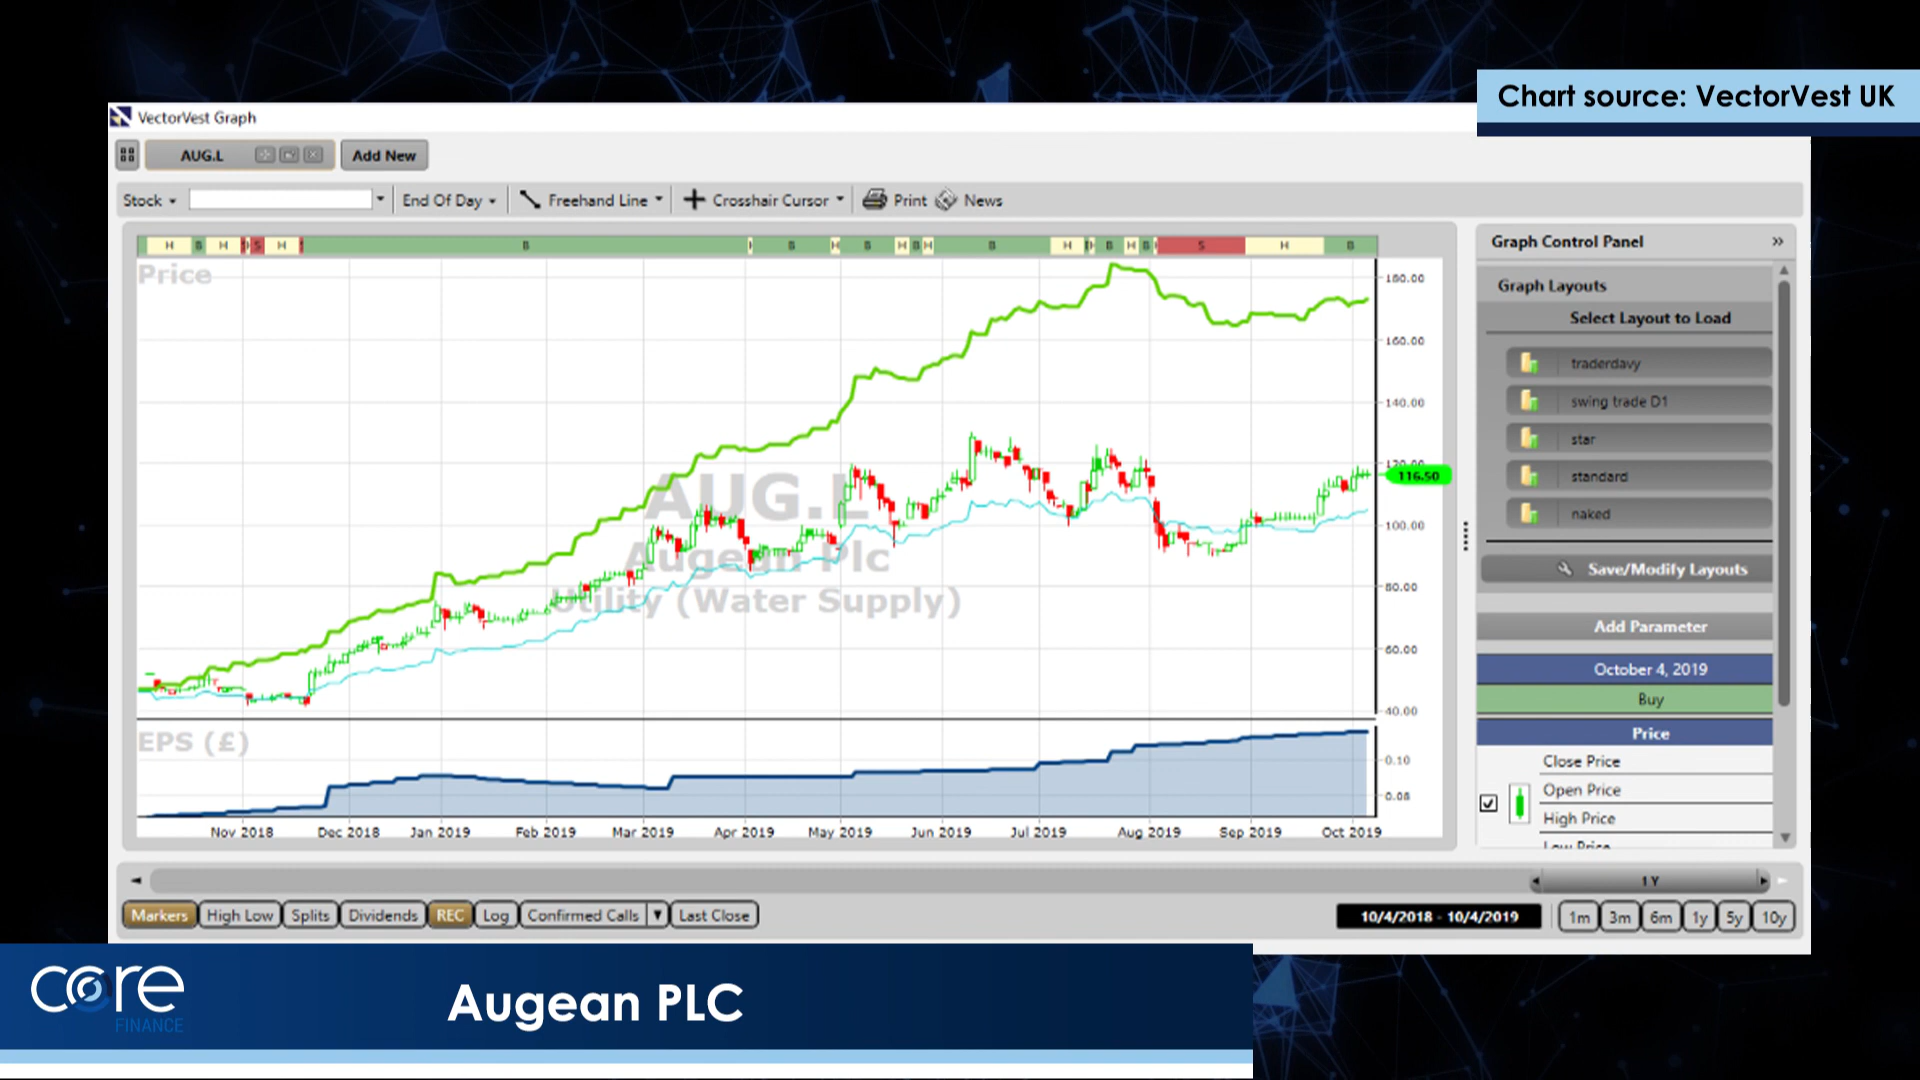 Chart source: VectorVest UK
VectorVest Graph
AUG.L
Add New
Stock
End Of Day
Freehand Line
Crosshair Cursor
Print
News
H B H S H B B H B H B H B H B H B S H B
Price
180.00
160.00
140.00
120.00
116.50
100.00
80.00
60.00
40.00
AUG.L
Augean Plc
Utility (Water Supply)
EPS (£)
0.10
0.08
Nov 2018 Dec 2018 Jan 2019 Feb 2019 Mar 2019 Apr 2019 May 2019 Jun 2019 Jul 2019 Aug 2019 Sep 2019 Oct 2019
Graph Control Panel »
Graph Layouts
Select Layout to Load
traderdavy
swing trade D1
star
standard
naked
Save/Modify Layouts
Add Parameter
October 4, 2019
Buy
Price
Close Price
Open Price
High Price
Low Price
1 Y
Markers High Low Splits Dividends REC Log Confirmed Calls Last Close
10/4/2018 - 10/4/2019
1m 3m 6m 1y 5y 10y
core
FINANCE
Augean PLC